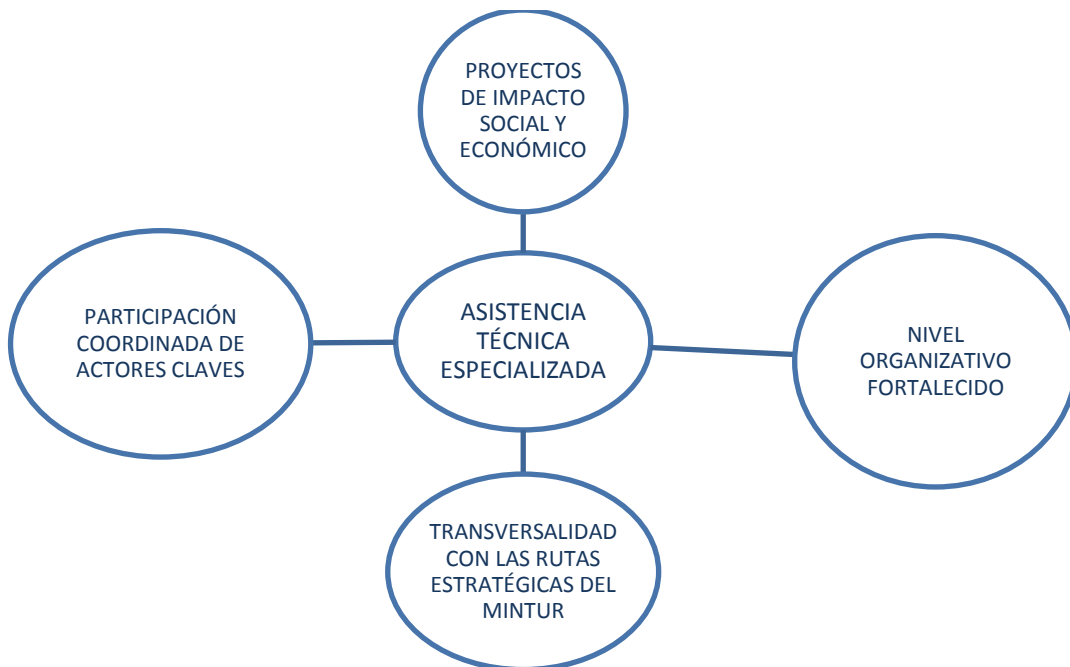 PROYECTOS
DE IMPACTO
SOCIAL Y
ECONÓMICO
PARTICIPACIÓN
COORDINADA DE
ACTORES CLAVES
ASISTENCIA
TÉCNICA
ESPECIALIZADA
NIVEL
ORGANIZATIVO
FORTALECIDO
TRANSVERSALIDAD
CON LAS RUTAS
ESTRATÉGICAS DEL
MINTUR